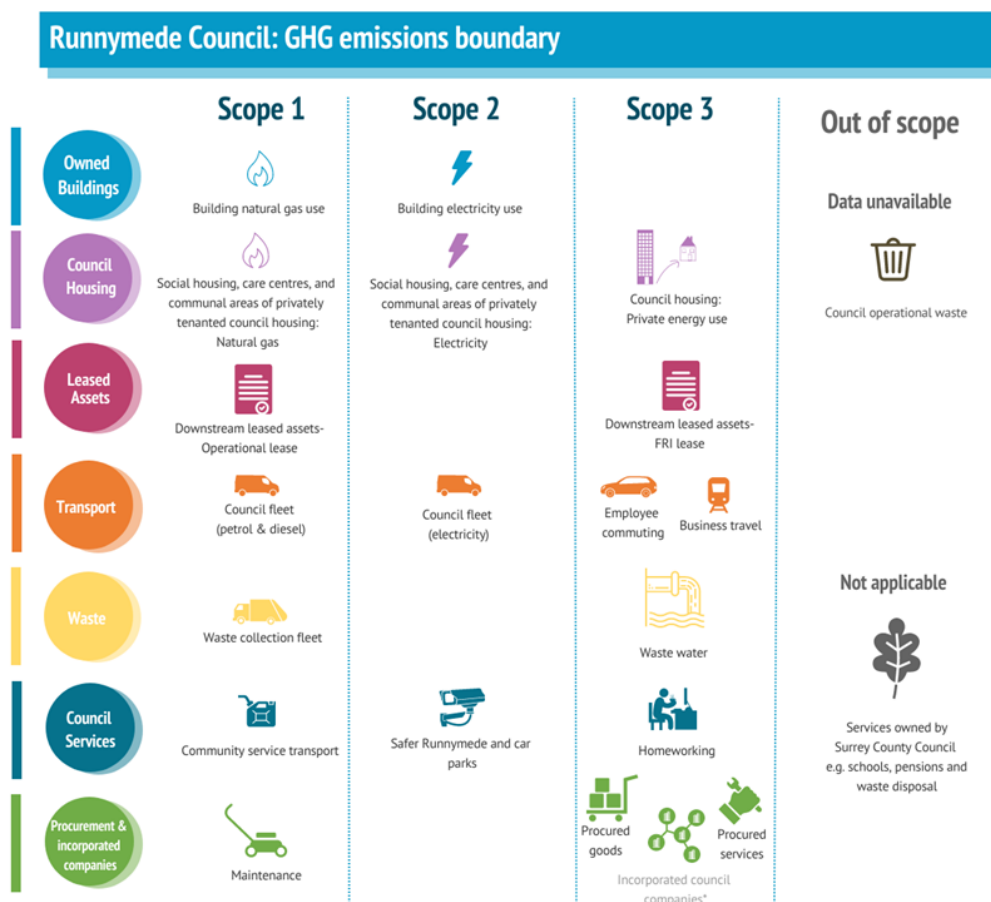 Runnymede Council: GHG emissions boundary
Scope 1
Scope 2
Scope 3
Out of scope
Owned
Buildings
Building natural gas use
Building electricity use
Data unavailable
Council
Housing
Social housing, care centres, and
communal areas of privately
tenanted council housing:
Natural gas
Social housing, care centres, and
communal areas of privately
tenanted council housing:
Electricity
Council housing:
Private energy use
Council operational waste
Leased
Assets
Downstream leased assets-
Operational lease
Downstream leased assets-
FRI lease
Transport
Council fleet
(petrol & diesel)
Council fleet
(electricity)
Employee
commuting
Business travel
Not applicable
Waste
Waste collection fleet
Waste water
Council
Services
Community service transport
Safer Runnymede and car
parks
Homeworking
Services owned by
Surrey County Council
e.g. schools, pensions and
waste disposal
Procurement &
incorporated
companies
Maintenance
Procured
goods
Procured
services
Incorporated council
companies*